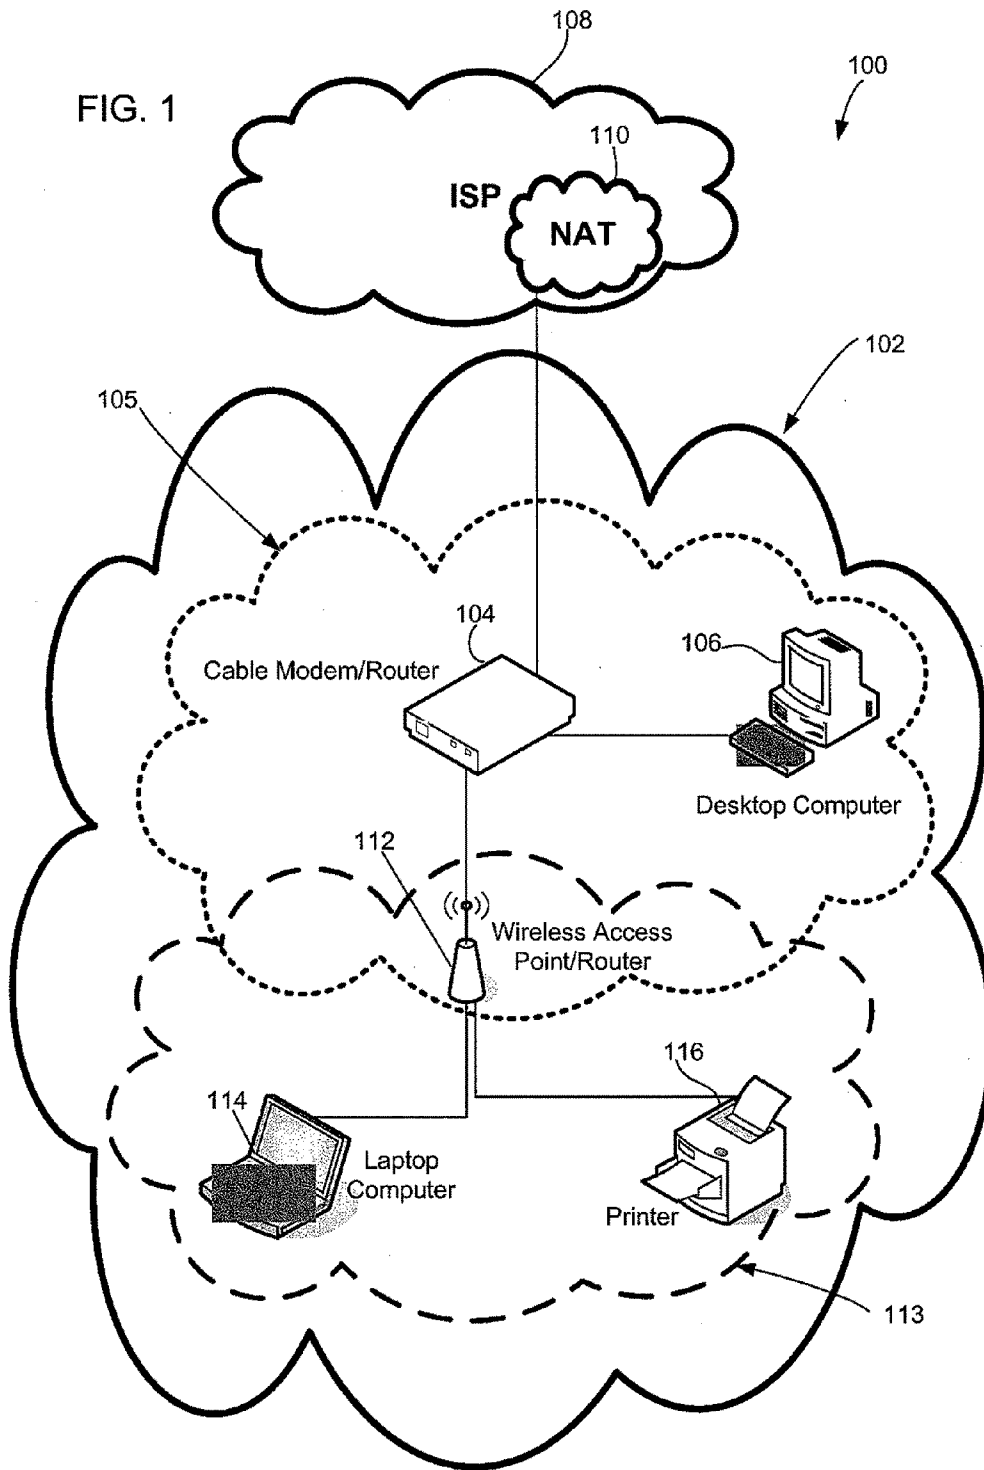 108
100
FIG. 1
110
ISP
NAT
102
105
104
106
Cable Modem/Router
Desktop Computer
112
Wireless Access
Point/Router
116
114
Laptop
Computer
Printer
113